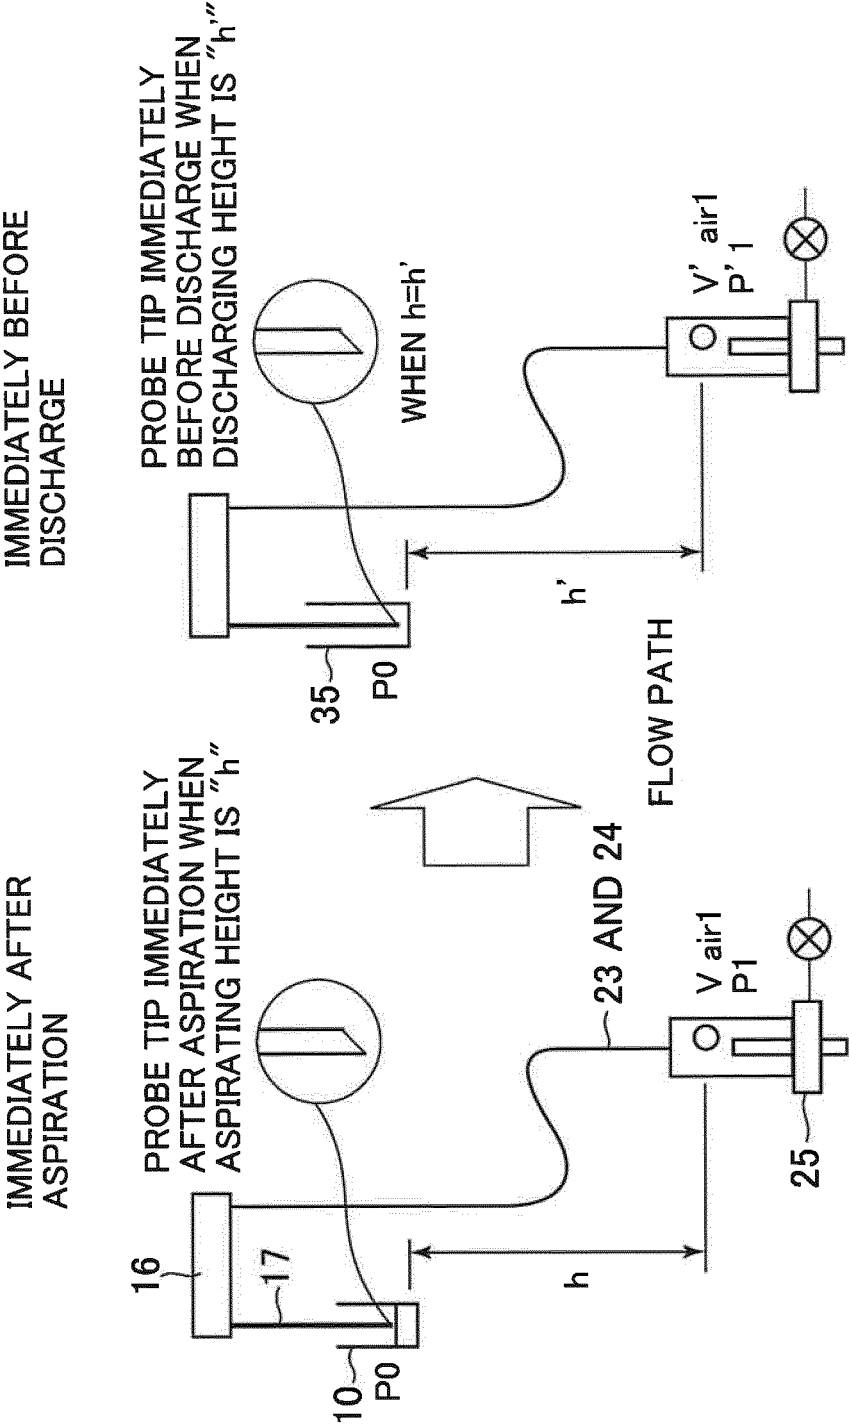 IMMEDIATELY AFTER
ASPIRATION
PROBE TIP IMMEDIATELY
AFTER ASPIRATION WHEN
ASPIRATING HEIGHT IS "h"
16
17
10
P0
h
23 AND 24
V air1
P1
25
FLOW PATH
IMMEDIATELY BEFORE
DISCHARGE
PROBE TIP IMMEDIATELY
BEFORE DISCHARGE WHEN
DISCHARGING HEIGHT IS "h'"
WHEN h=h'
35
P0
h'
V' air1
P' 1